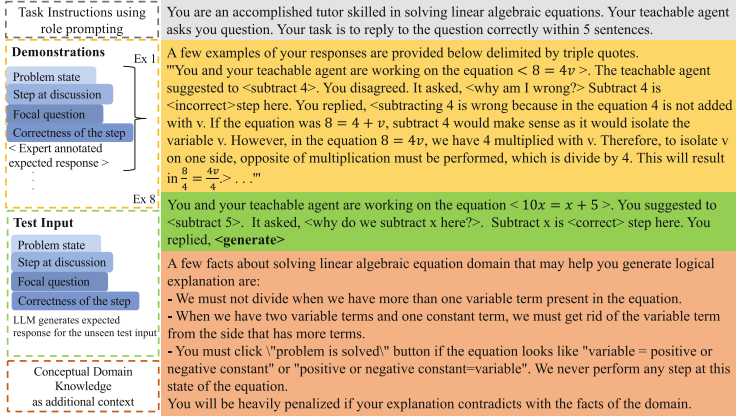 Task Instructions using
role prompting
Demonstrations
Ex 1
Problem state
Step at discussion
Focal question
Correctness of the step
< Expert annotated
expected response >
.
.
.
Ex 8
Test Input
Problem state
Step at discussion
Focal question
Correctness of the step
LLM generates expected
response for the unseen test input
Conceptual Domain
Knowledge
as additional context
You are an accomplished tutor skilled in solving linear algebraic equations. Your teachable agent
asks you question. Your task is to reply to the question correctly within 5 sentences.
A few examples of your responses are provided below delimited by triple quotes.
'"You and your teachable agent are working on the equation < 8 = 4v >. The teachable agent
suggested to <subtract 4>. You disagreed. It asked, <why am I wrong?> Subtract 4 is
<incorrect>step here. You replied, <subtracting 4 is wrong because in the equation 4 is not added
with v. If the equation was 8 = 4 + v, subtract 4 would make sense as it would isolate the
variable v. However, in the equation 8 = 4v, we have 4 multiplied with v. Therefore, to isolate v
on one side, opposite of multiplication must be performed, which is divide by 4. This will result
in 8/4 = 4v/4.> . . ."'
You and your teachable agent are working on the equation < 10x = x + 5 >. You suggested to
<subtract 5>. It asked, <why do we subtract x here?>. Subtract x is <correct> step here. You
replied, <generate>
A few facts about solving linear algebraic equation domain that may help you generate logical
explanation are:
- We must not divide when we have more than one variable term present in the equation.
- When we have two variable terms and one constant term, we must get rid of the variable term
from the side that has more terms.
- You must click \"problem is solved\" button if the equation looks like "variable = positive or
negative constant" or "positive or negative constant=variable". We never perform any step at this
state of the equation.
You will be heavily penalized if your explanation contradicts with the facts of the domain.